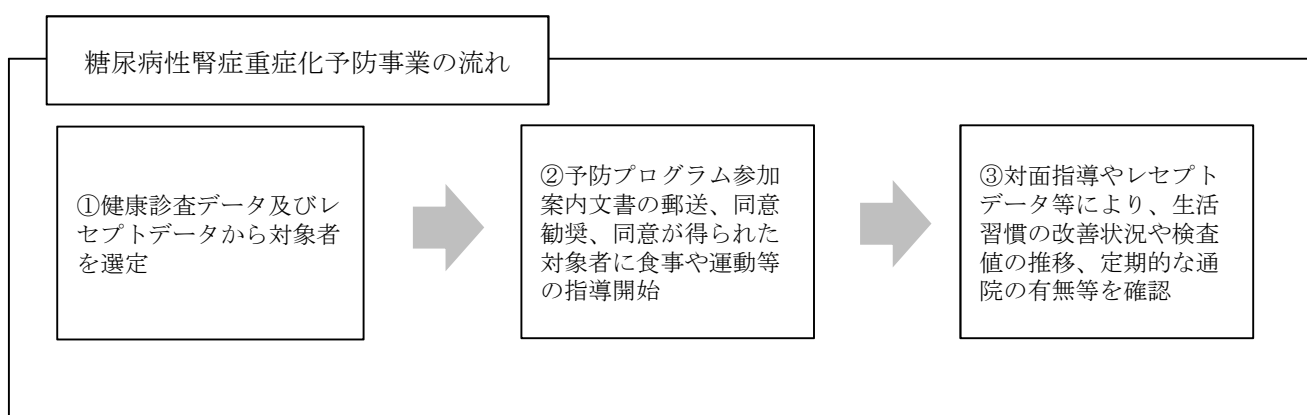 糖尿病性腎症重症化予防事業の流れ
①健康診査データ及びレ
セプトデータから対象者
を選定
②予防プログラム参加
案内文書の郵送、同意
勧奨、同意が得られた
対象者に食事や運動等
の指導開始
③対面指導やレセプト
データ等により、生活
習慣の改善状況や検査
値の推移、定期的な通
院の有無等を確認